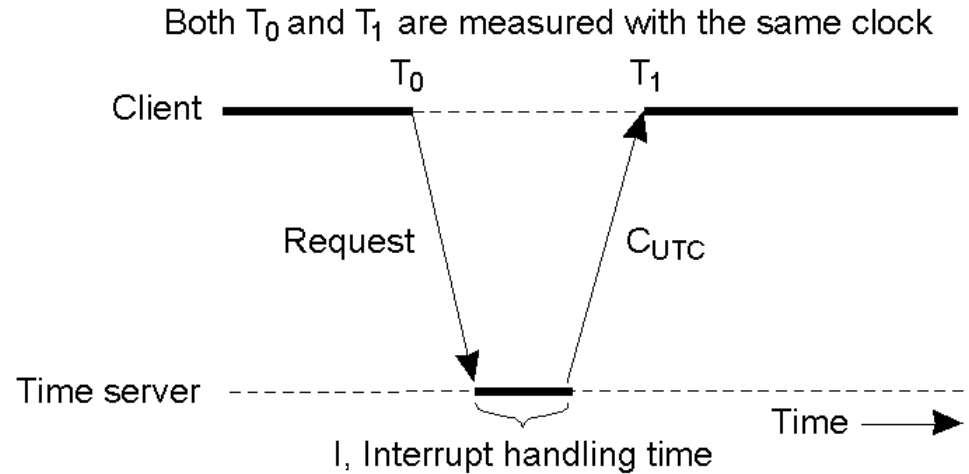 Both T₀ and T₁ are measured with the same clock
T₀
T₁
Client
Request
C_UTC
Time server
Time
I, Interrupt handling time